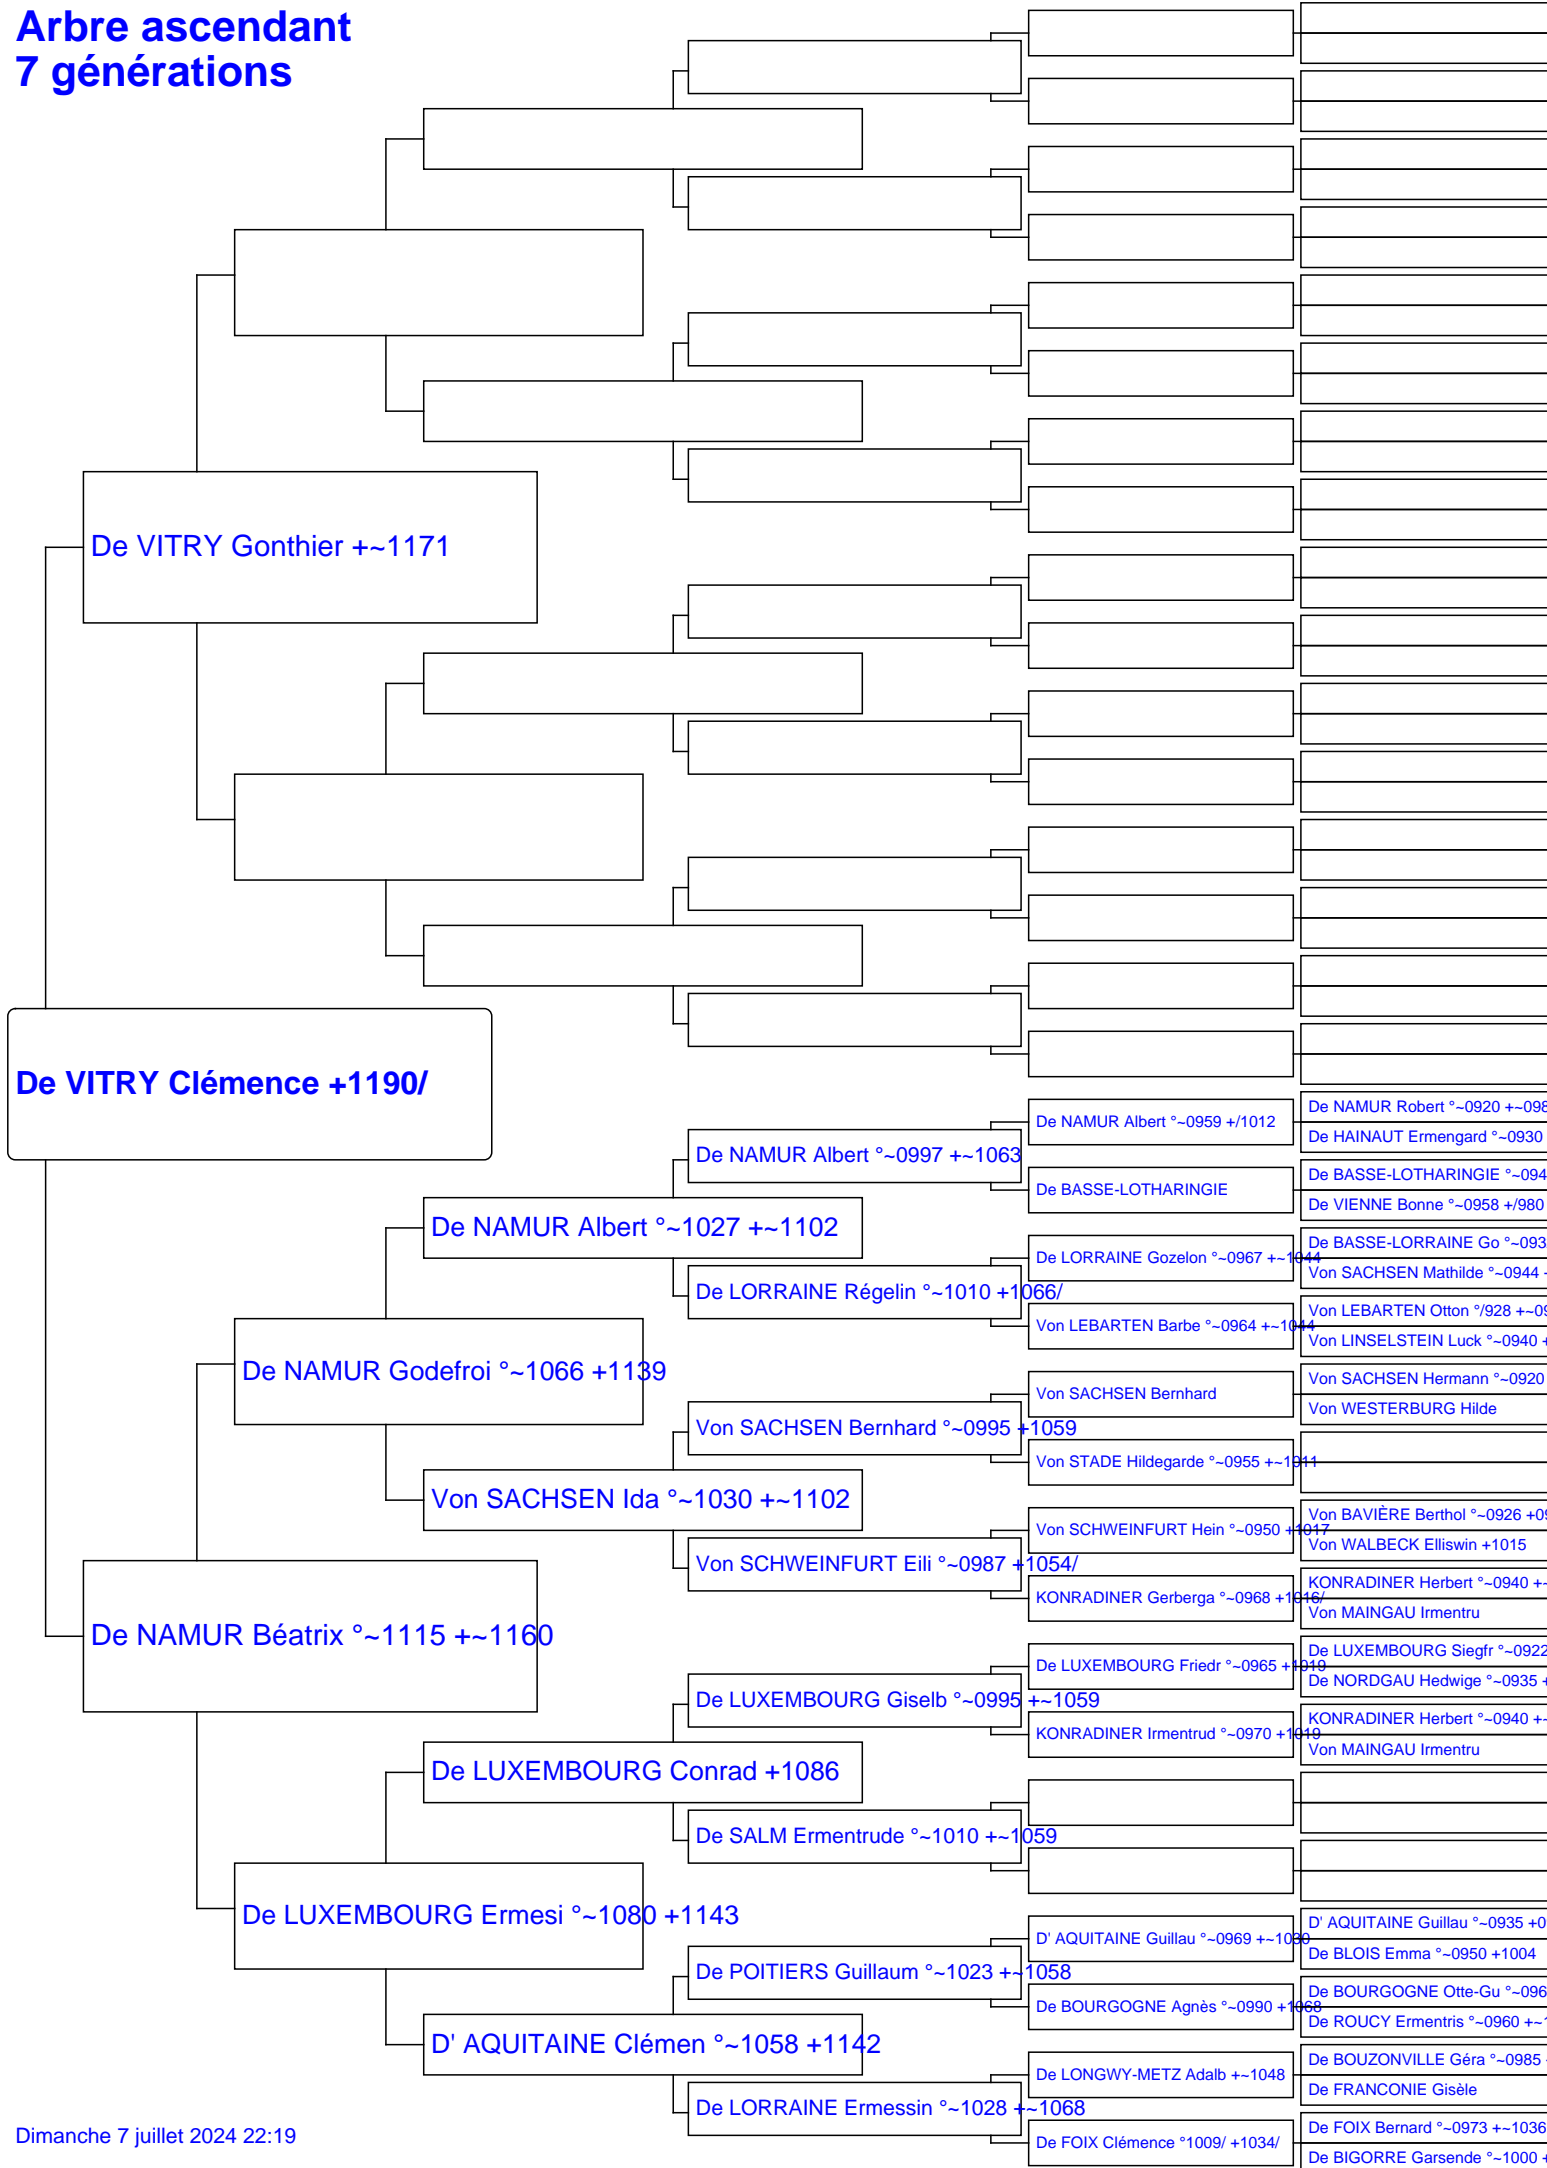 Arbre ascendant
7 générations
De VITRY Gonthier +~1171
De VITRY Clémence +1190/
De NAMUR Béatrix °~1115 +~1160
De NAMUR Godefroi °~1066 +1139
De LUXEMBOURG Ermesi °~1080 +1143
De NAMUR Albert °~1027 +~1102
Von SACHSEN Ida °~1030 +~1102
De LUXEMBOURG Conrad +1086
D' AQUITAINE Clémen °~1058 +1142
De NAMUR Albert °~0997 +~1063
De LORRAINE Régelin °~1010 +1066/
Von SACHSEN Bernhard °~0995 +1059
Von SCHWEINFURT Eili °~0987 +1054/
De LUXEMBOURG Giselb °~0995 +~1059
De SALM Ermentrude °~1010 +~1059
De POITIERS Guillaum °~1023 +~1058
De LORRAINE Ermessin °~1028 +~1068
De NAMUR Albert °~0959 +/1012
De BASSE-LOTHARINGIE
De LORRAINE Gozelon °~0967 +~1044
Von LEBARTEN Barbe °~0964 +~1044
Von SACHSEN Bernhard
Von STADE Hildegarde °~0955 +~1011
Von SCHWEINFURT Hein °~0950 +1017
KONRADINER Gerberga °~0968 +1016/
De LUXEMBOURG Friedr °~0965 +1019
KONRADINER Irmentrud °~0970 +1019
D' AQUITAINE Guillau °~0969 +~1030
De BOURGOGNE Agnès °~0990 +1068
De LONGWY-METZ Adalb +~1048
De FOIX Clémence °1009/ +1034/
De NAMUR Robert °~0920 +~098
De HAINAUT Ermengard °~0930
De BASSE-LOTHARINGIE °~094
De VIENNE Bonne °~0958 +/980
De BASSE-LORRAINE Go °~093
Von SACHSEN Mathilde °~0944
Von LEBARTEN Otton °/928 +~09
Von LINSELSTEIN Luck °~0940 +
Von SACHSEN Hermann °~0920
Von WESTERBURG Hilde
Von BAVIÈRE Berthol °~0926 +09
Von WALBECK Elliswin +1015
KONRADINER Herbert °~0940 +~
Von MAINGAU Irmentru
De LUXEMBOURG Siegfr °~0922
De NORDGAU Hedwige °~0935 +
KONRADINER Herbert °~0940 +~
Von MAINGAU Irmentru
D' AQUITAINE Guillau °~0935 +0
De BLOIS Emma °~0950 +1004
De BOURGOGNE Otte-Gu °~096
De ROUCY Ermentris °~0960 +~1
De BOUZONVILLE Géra °~0985
De FRANCONIE Gisèle
De FOIX Bernard °~0973 +~1036
De BIGORRE Garsende °~1000 +
Dimanche 7 juillet 2024 22:19